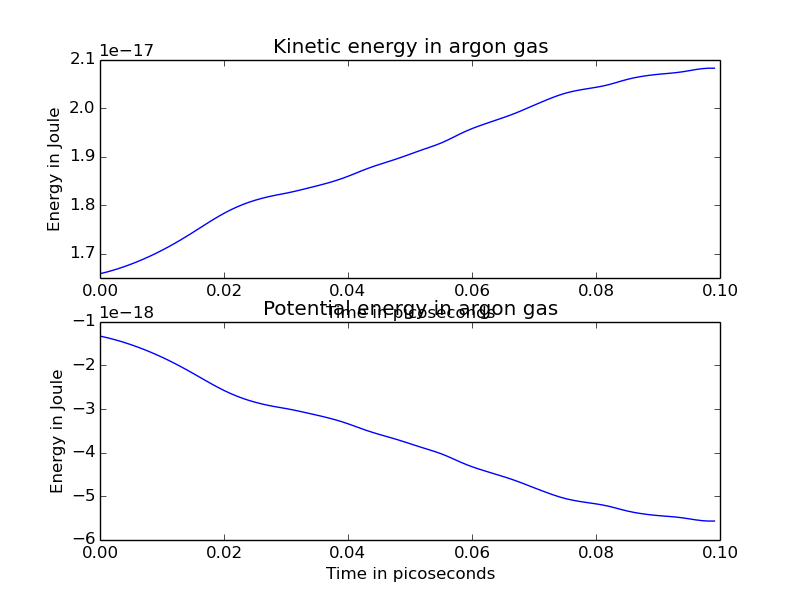 Kinetic energy in argon gas
1e−17
2.1
2.0
1.9
1.8
1.7
Energy in Joule
0.00 0.02 0.04 0.06 0.08 0.10
Time in picoseconds
Potential energy in argon gas
1e−18
−1
−2
−3
−4
−5
−6
Energy in Joule
0.00 0.02 0.04 0.06 0.08 0.10
Time in picoseconds